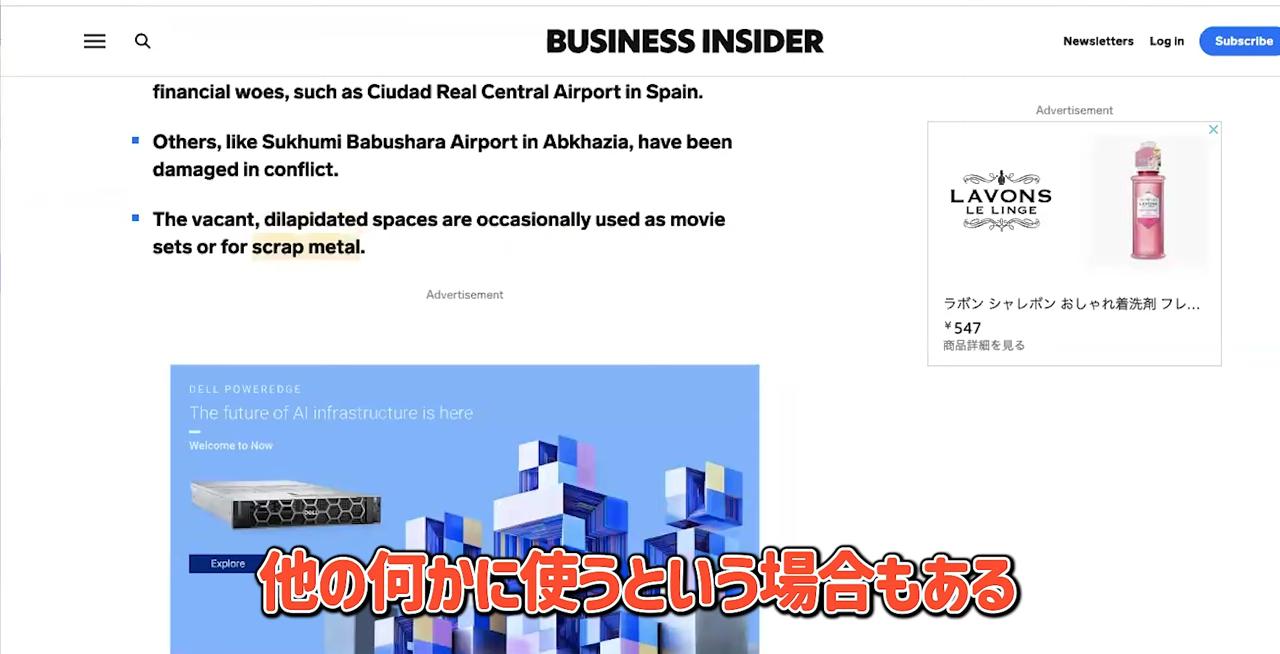 BUSINESS INSIDER
Newsletters
Log in
Subscribe
financial woes, such as Ciudad Real Central Airport in Spain.
Others, like Sukhumi Babushara Airport in Abkhazia, have been
damaged in conflict.
The vacant, dilapidated spaces are occasionally used as movie
sets or for scrap metal.
Advertisement
DELL POWEREDGE
The future of AI infrastructure is here
Welcome to Now
DELL
Explore
Advertisement
LAVONS
LE LINGE
ラボン シャレボン おしゃれ着洗剤 フレ...
¥547
商品詳細を見る
他の何かに使うという場合もある